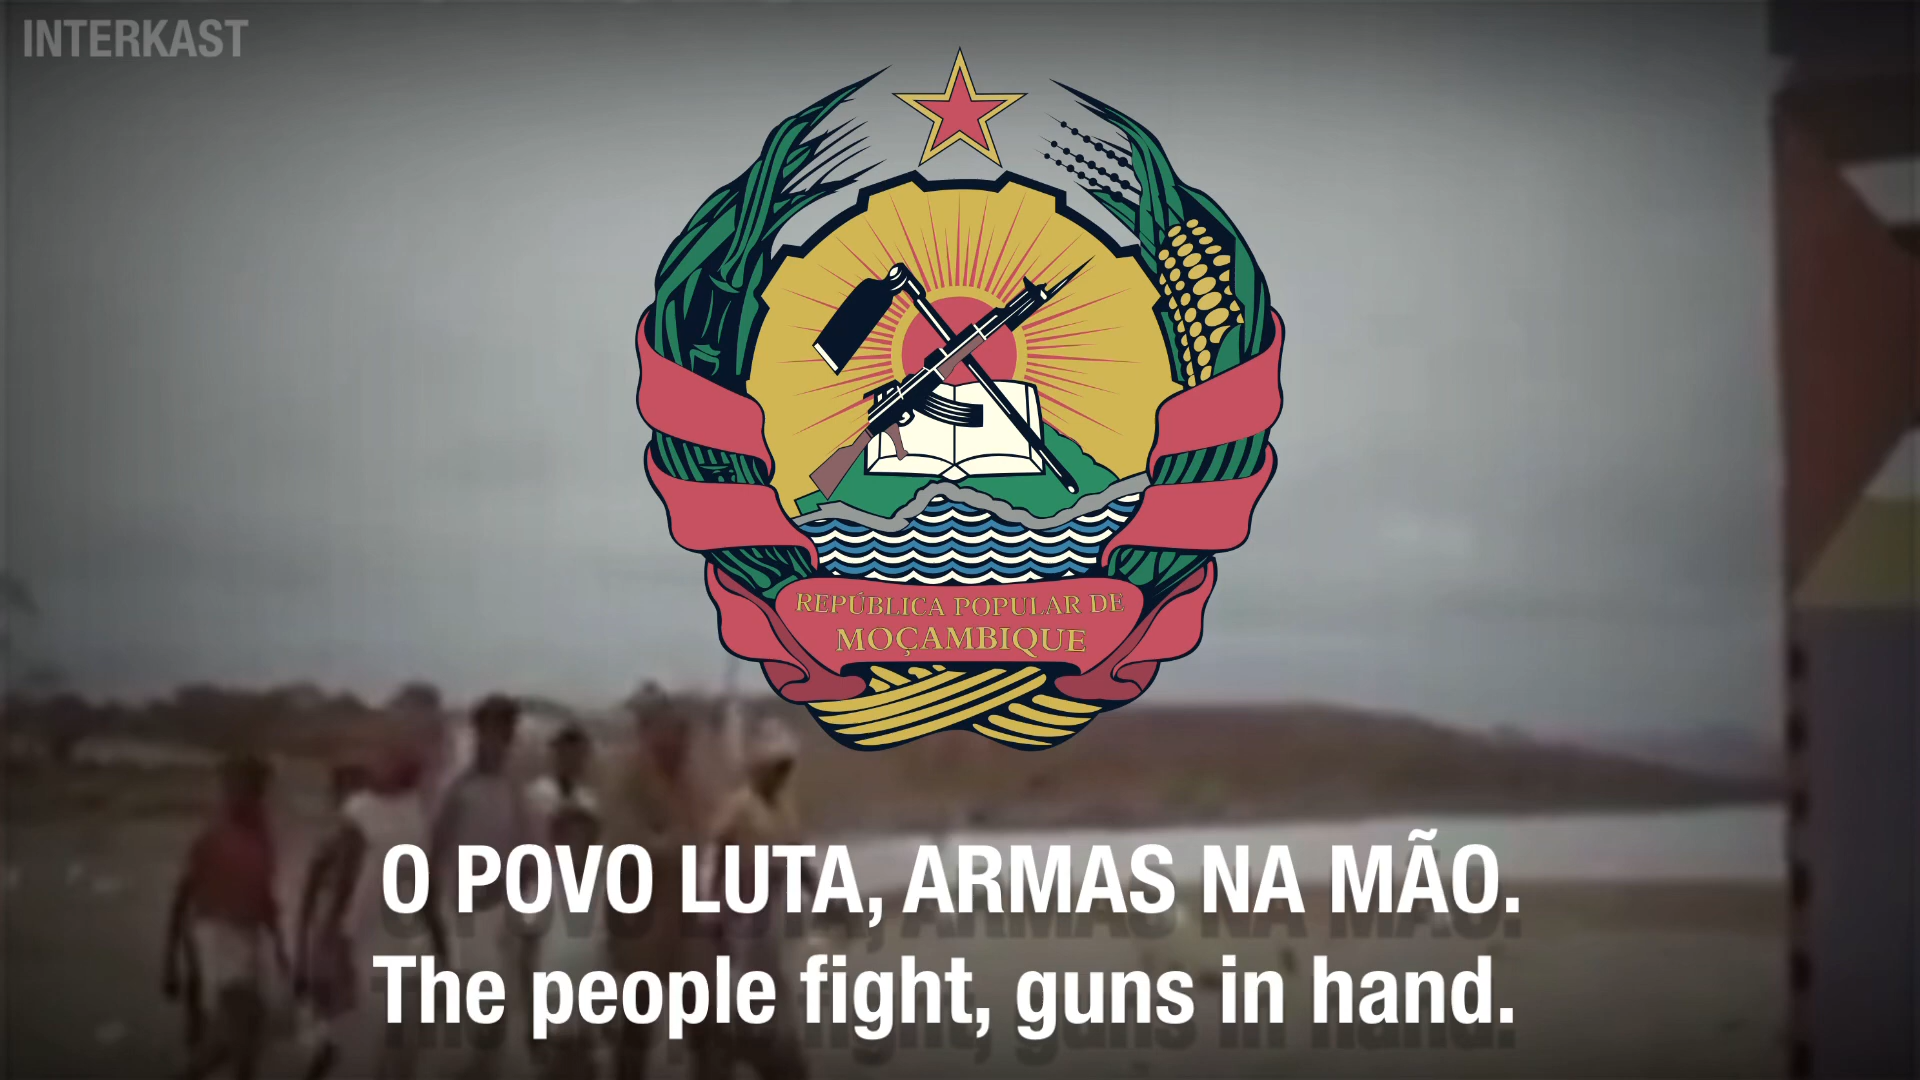 INTERKAST
REPÚBLICA POPULAR DE
MOÇAMBIQUE
O POVO LUTA, ARMAS NA MÃO.
The people fight, guns in hand.